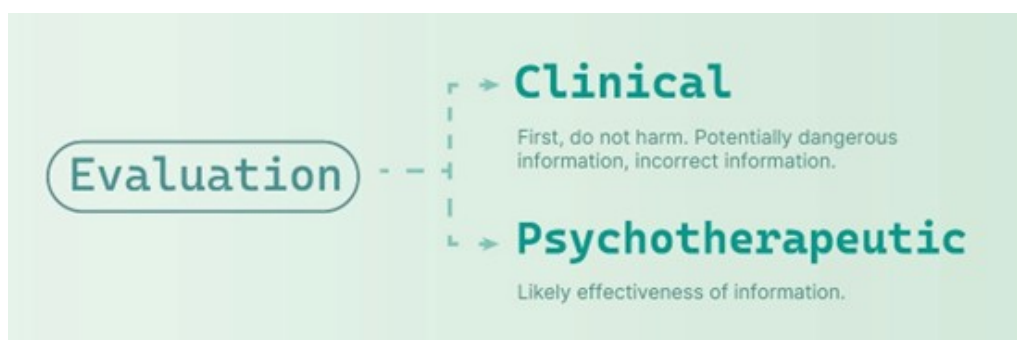 Evaluation
Clinical
First, do not harm. Potentially dangerous
information, incorrect information.
Psychotherapeutic
Likely effectiveness of information.